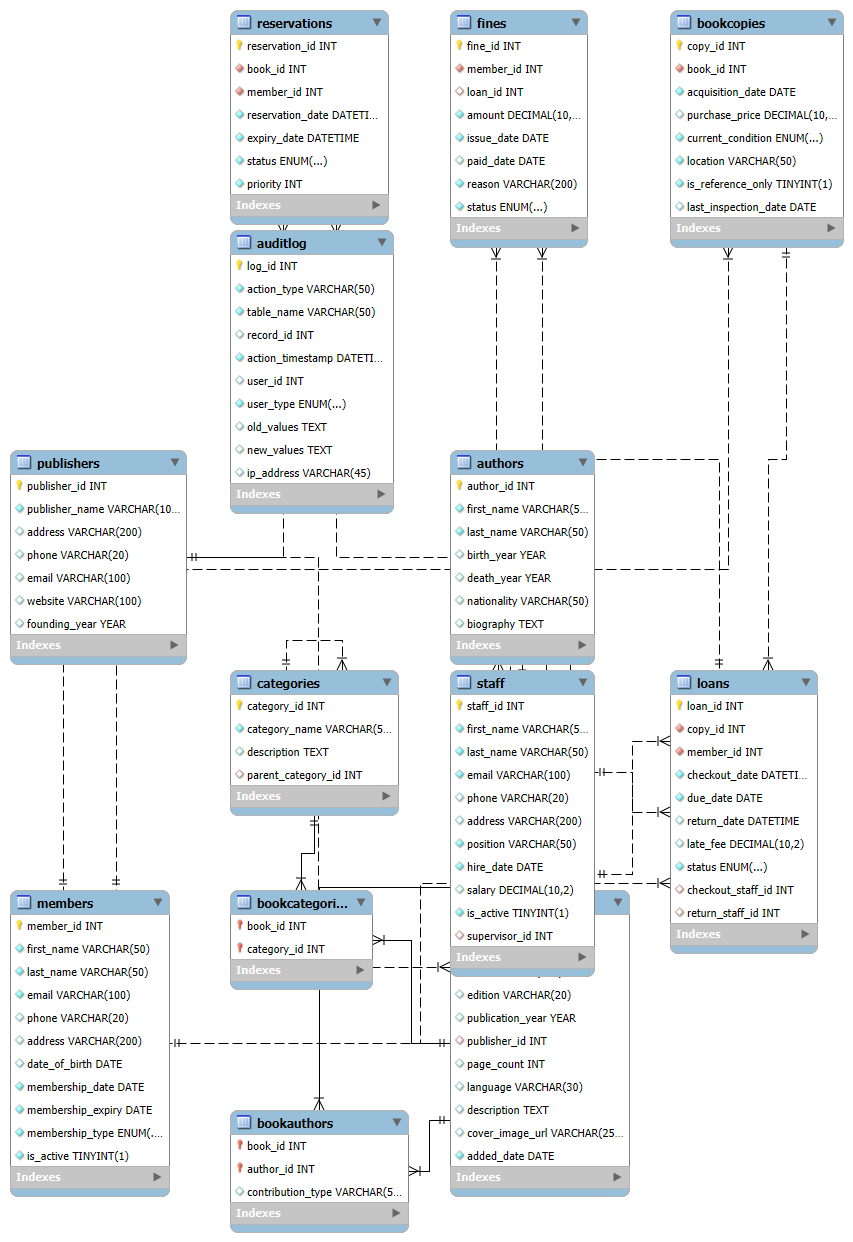 reservations
reservation_id INT
book_id INT
member_id INT
reservation_date DATETI...
expiry_date DATETIME
status ENUM(...)
priority INT
Indexes
fines
fine_id INT
member_id INT
loan_id INT
amount DECIMAL(10,...
issue_date DATE
paid_date DATE
reason VARCHAR(200)
status ENUM(...)
Indexes
bookcopies
copy_id INT
book_id INT
acquisition_date DATE
purchase_price DECIMAL(10,...
current_condition ENUM(...)
location VARCHAR(50)
is_reference_only TINYINT(1)
last_inspection_date DATE
Indexes
auditlog
log_id INT
action_type VARCHAR(50)
table_name VARCHAR(50)
record_id INT
action_timestamp DATETI...
user_id INT
user_type ENUM(...)
old_values TEXT
new_values TEXT
ip_address VARCHAR(45)
Indexes
publishers
publisher_id INT
publisher_name VARCHAR(10...
address VARCHAR(200)
phone VARCHAR(20)
email VARCHAR(100)
website VARCHAR(100)
founding_year YEAR
Indexes
authors
author_id INT
first_name VARCHAR(5...
last_name VARCHAR(50)
birth_year YEAR
death_year YEAR
nationality VARCHAR(50)
biography TEXT
Indexes
categories
category_id INT
category_name VARCHAR(5...
description TEXT
parent_category_id INT
Indexes
staff
staff_id INT
first_name VARCHAR(5...
last_name VARCHAR(50)
email VARCHAR(100)
phone VARCHAR(20)
address VARCHAR(200)
position VARCHAR(50)
hire_date DATE
salary DECIMAL(10,2)
is_active TINYINT(1)
supervisor_id INT
Indexes
loans
loan_id INT
copy_id INT
member_id INT
checkout_date DATETI...
due_date DATE
return_date DATETIME
late_fee DECIMAL(10,2)
status ENUM(...)
checkout_staff_id INT
return_staff_id INT
Indexes
members
member_id INT
first_name VARCHAR(50)
last_name VARCHAR(50)
email VARCHAR(100)
phone VARCHAR(20)
address VARCHAR(200)
date_of_birth DATE
membership_date DATE
membership_expiry DATE
membership_type ENUM(....
is_active TINYINT(1)
Indexes
bookcategori...
book_id INT
category_id INT
Indexes
edition VARCHAR(20)
publication_year YEAR
publisher_id INT
page_count INT
language VARCHAR(30)
description TEXT
cover_image_url VARCHAR(25...
added_date DATE
Indexes
bookauthors
book_id INT
author_id INT
contribution_type VARCHAR(5...
Indexes